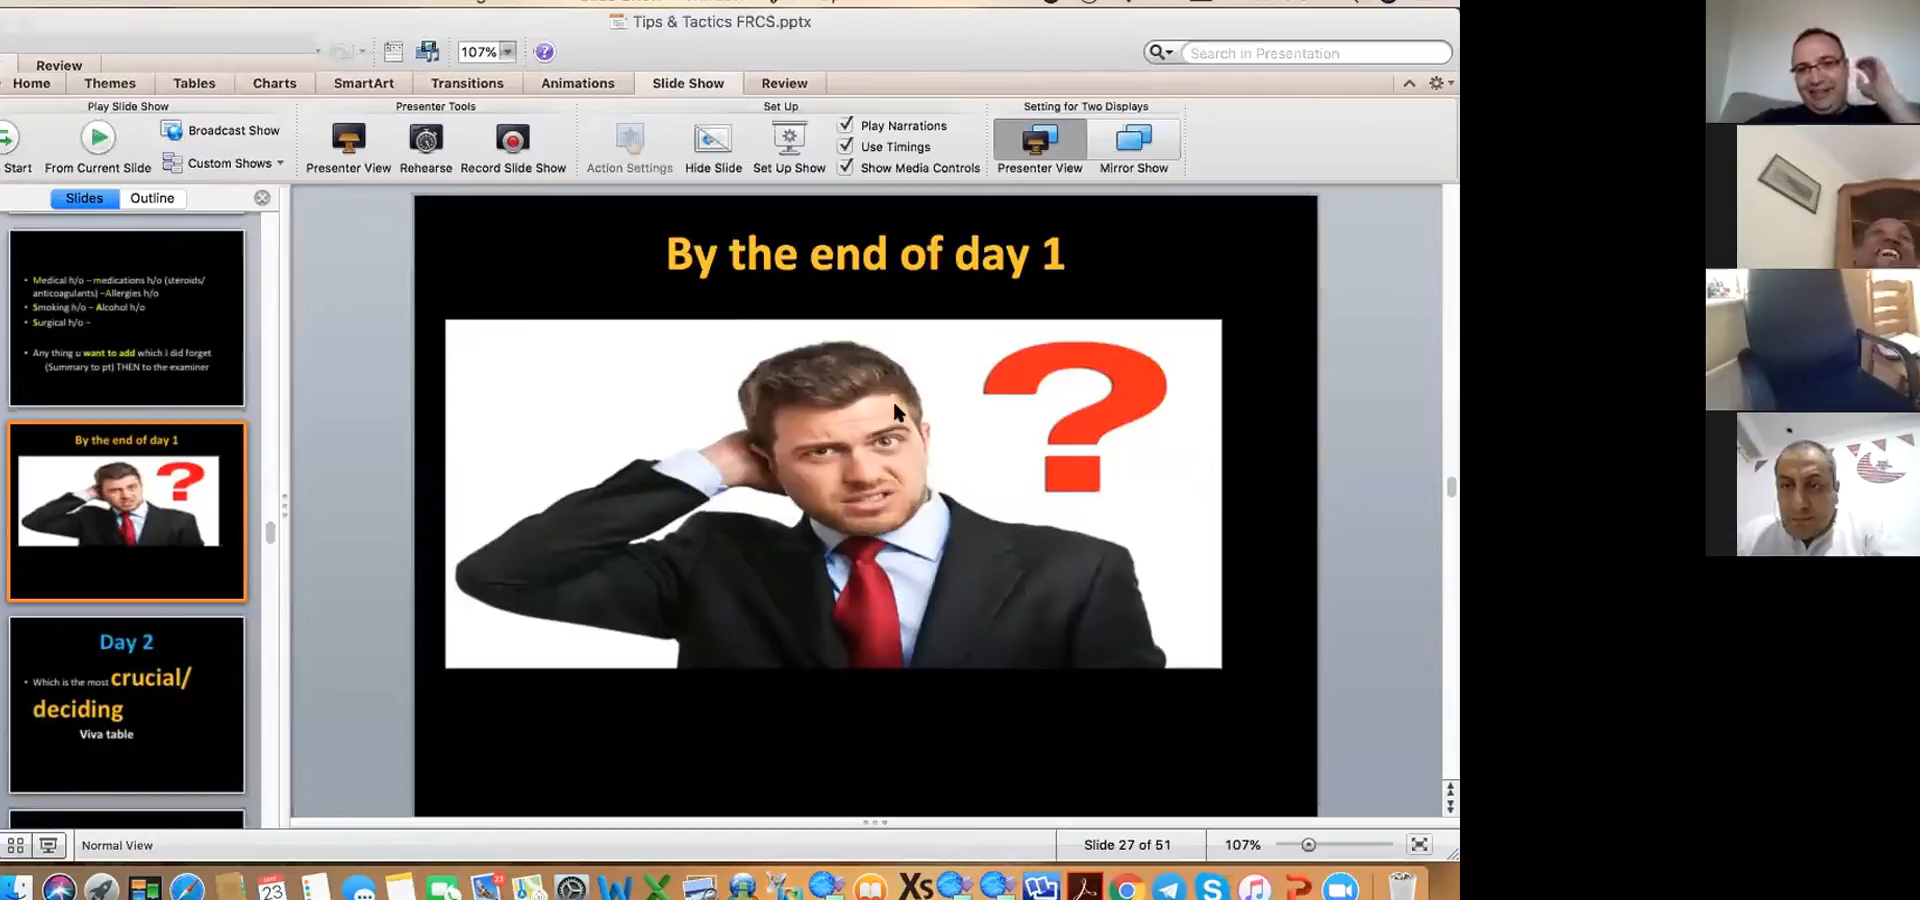 Tips & Tactics FRCS.pptx
107%
Search in Presentation
Review
Home Themes Tables Charts SmartArt Transitions Animations Slide Show Review
Play Slide Show Presenter Tools Set Up Setting for Two Displays
Start
From Current Slide
Broadcast Show
Custom Shows
Presenter View
Rehearse
Record Slide Show
Action Settings
Hide Slide
Set Up Show
Play Narrations
Use Timings
Show Media Controls
Presenter View
Mirror Show
Slides Outline
• Medical h/o – medications h/o (steroids/
anticoagulants) –Allergies h/o
• Smoking h/o – Alcohol h/o
• Surgical h/o –
• Any thing u want to add which i did forget
(Summary to pt) THEN to the examiner
By the end of day 1
?
Day 2
• Which is the most crucial/
deciding
Viva table
By the end of day 1
?
Normal View
Slide 27 of 51
107%
23
23
W
Xs
S